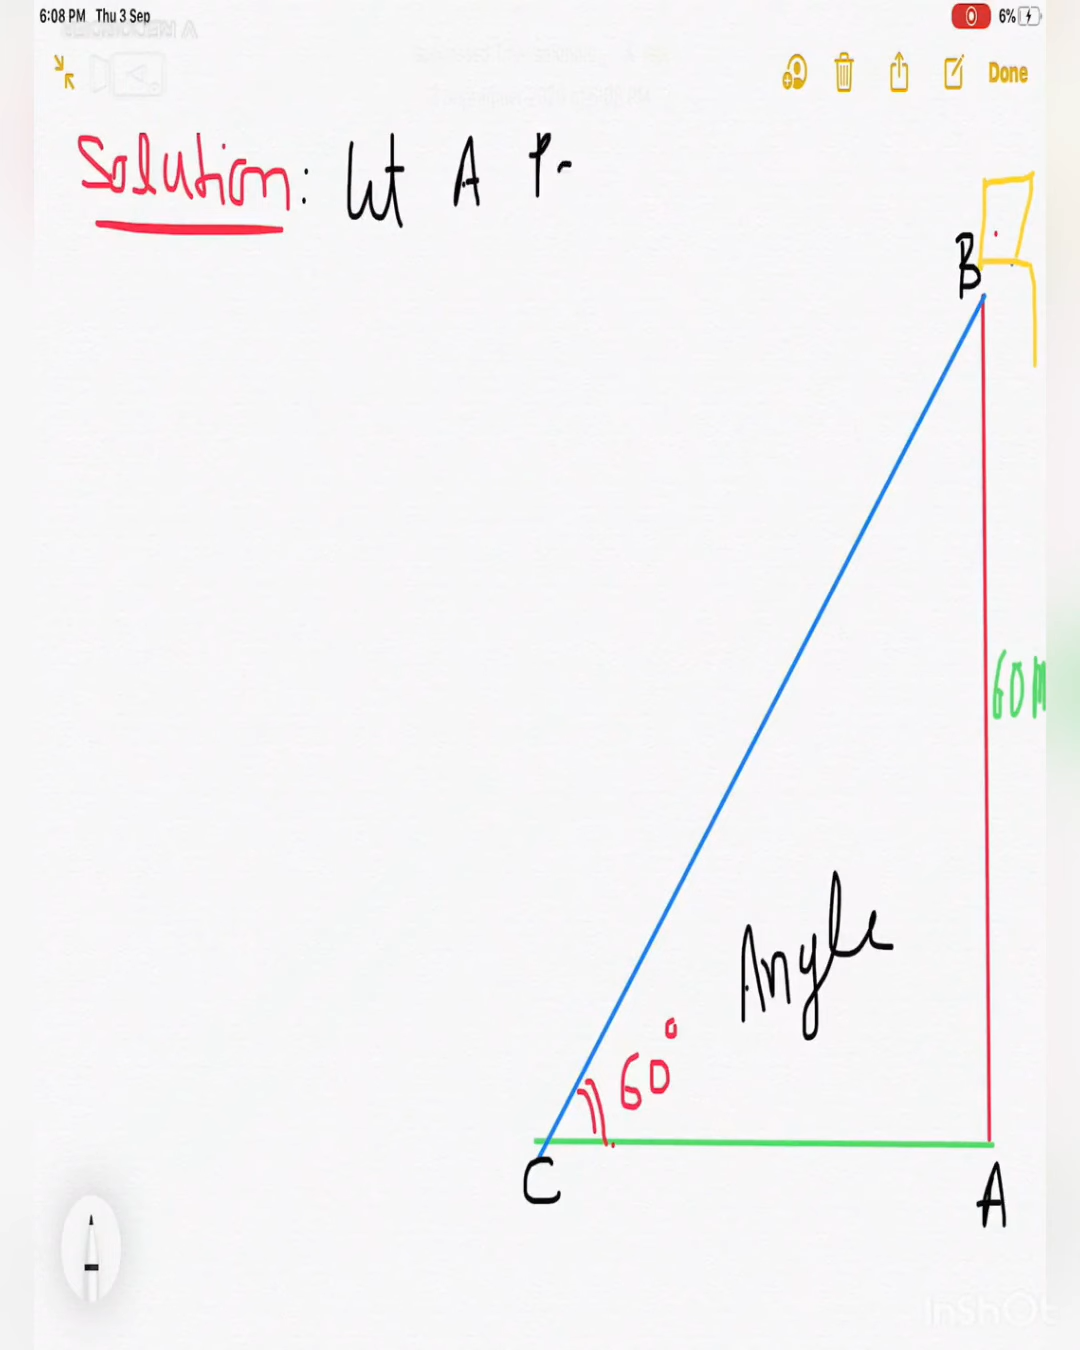 6:08 PM Thu 3 Sep
6%
Done
Solution: let A P
B
60M
Angle
60°
C
A
InShOt